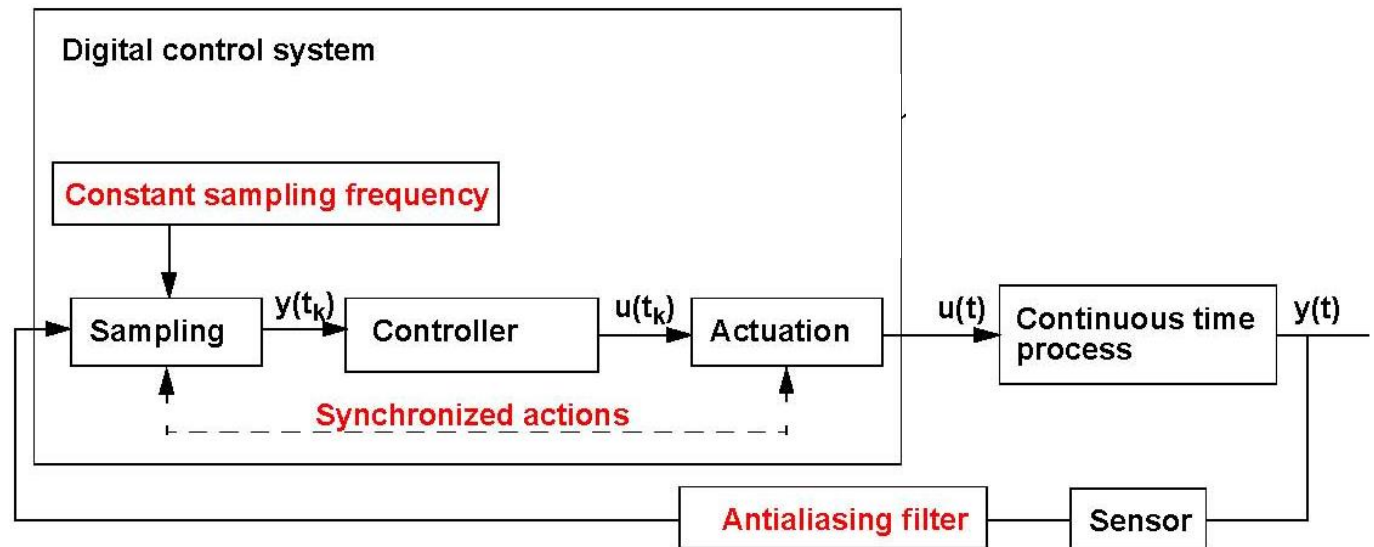 Digital control system
Constant sampling frequency
Sampling
y(tₖ)
Controller
u(tₖ)
Actuation
u(t)
Continuous time
process
y(t)
Synchronized actions
Antialiasing filter
Sensor